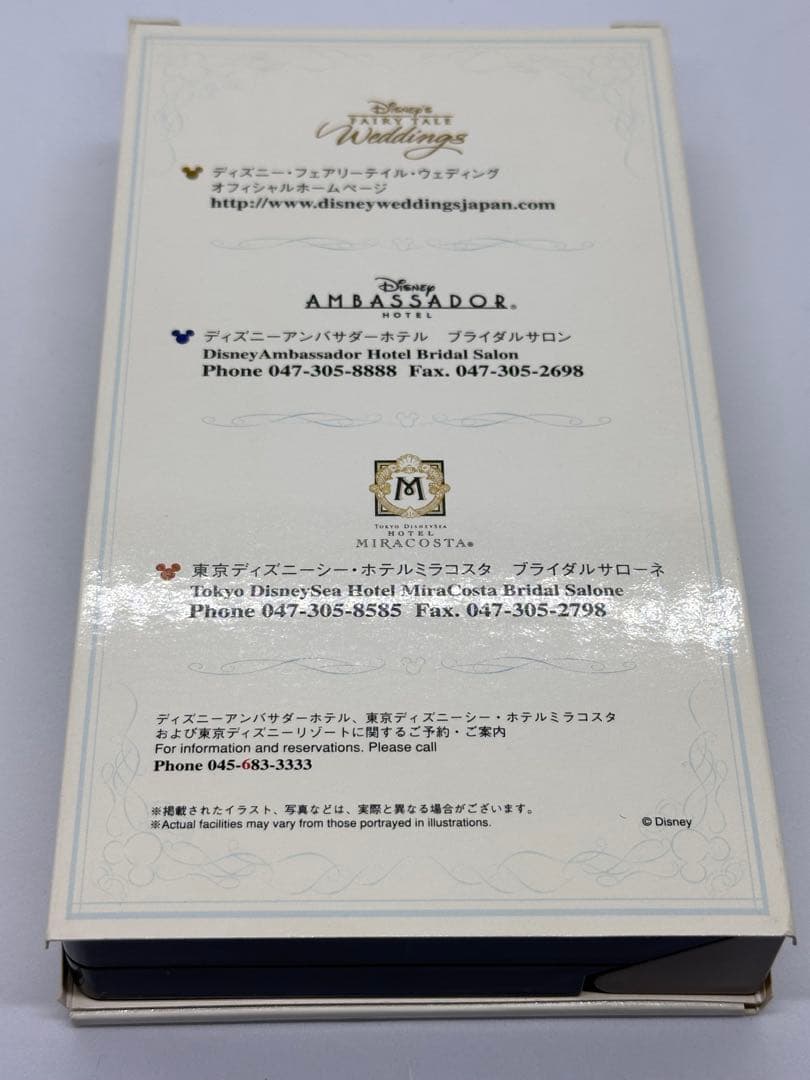 Disney's
FAIRY TALE
Weddings
ディズニー・フェアリーテイル・ウェディング
オフィシャルホームページ
http://www.disneyweddingsjapan.com
Disney
AMBASSADOR®
HOTEL
ディズニーアンバサダーホテル ブライダルサロン
DisneyAmbassador Hotel Bridal Salon
Phone 047-305-8888 Fax. 047-305-2698
M
TOKYO DISNEYSEA
HOTEL
MIRACOSTA®
東京ディズニーシー・ホテルミラコスタ ブライダルサローネ
Tokyo DisneySea Hotel MiraCosta Bridal Salone
Phone 047-305-8585 Fax. 047-305-2798
ディズニーアンバサダーホテル、東京ディズニーシー・ホテルミラコスタ
および東京ディズニーリゾートに関するご予約・ご案内
For information and reservations. Please call
Phone 045-683-3333
※掲載されたイラスト、写真などは、実際と異なる場合がございます。
※Actual facilities may vary from those portrayed in illustrations.
© Disney